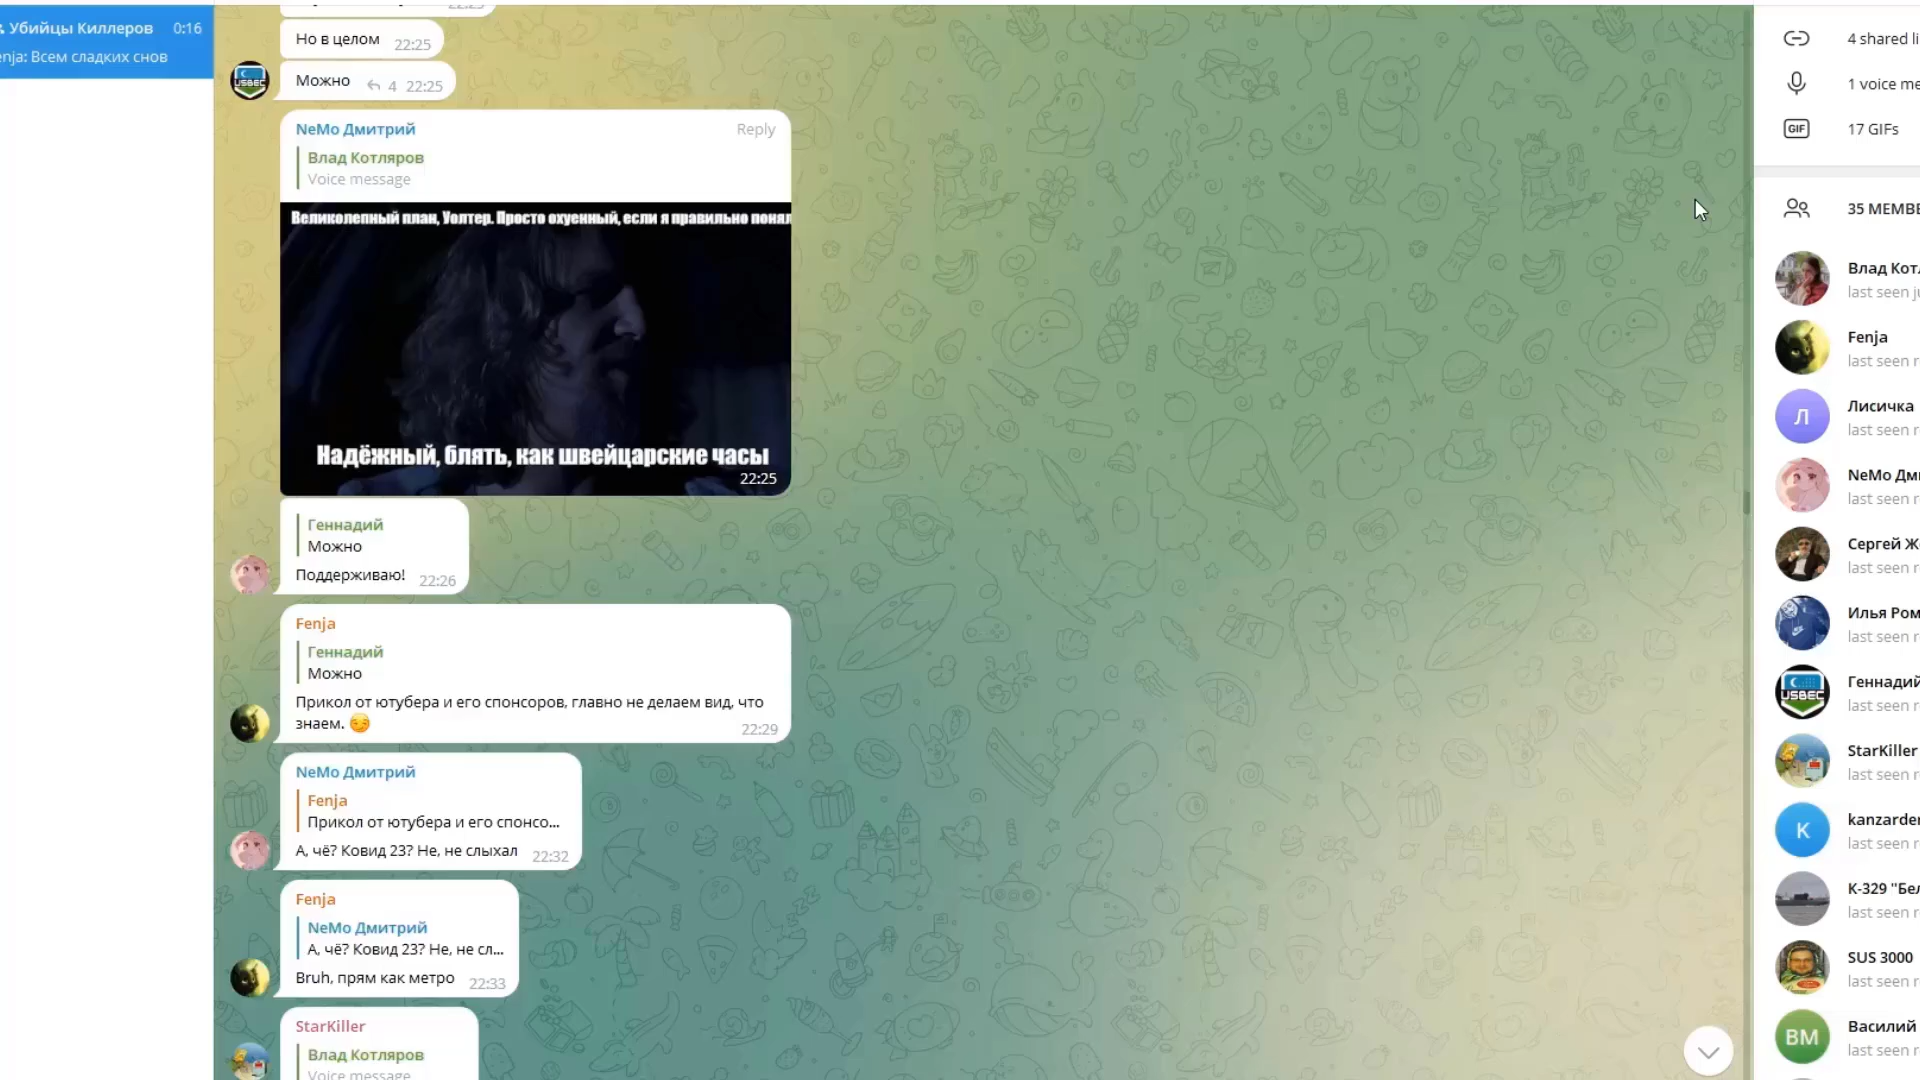 Убийцы Киллеров 0:16
enja: Всем сладких снов
22:25
Но в целом 22:25
Можно 4 22:25
USBEC
NeMo Дмитрий Reply
Влад Котляров
Voice message
Великолепный план, Уолтер. Просто охуенный, если я правильно понял
Надёжный, блять, как швейцарские часы
22:25
Геннадий
Можно
Поддерживаю! 22:26
Fenja
Геннадий
Можно
Прикол от ютубера и его спонсоров, главно не делаем вид, что
знаем. 22:29
NeMo Дмитрий
Fenja
Прикол от ютубера и его спонсо...
А, чё? Ковид 23? Не, не слыхал 22:32
Fenja
NeMo Дмитрий
А, чё? Ковид 23? Не, не сл...
Bruh, прям как метро 22:33
StarKiller
Влад Котляров
Voice message
4 shared li
1 voice me
GIF 17 GIFs
35 MEMBE
Влад Кот
last seen ju
Fenja
last seen r
Л Лисичка
last seen r
NeMo Дм
last seen r
Сергей Ж
last seen r
Илья Ром
last seen r
USBEC Геннадий
last seen r
StarKiller
last seen r
K kanzarde
last seen r
К-329 "Бел
last seen r
SUS 3000
last seen r
ВМ Василий
last seen r